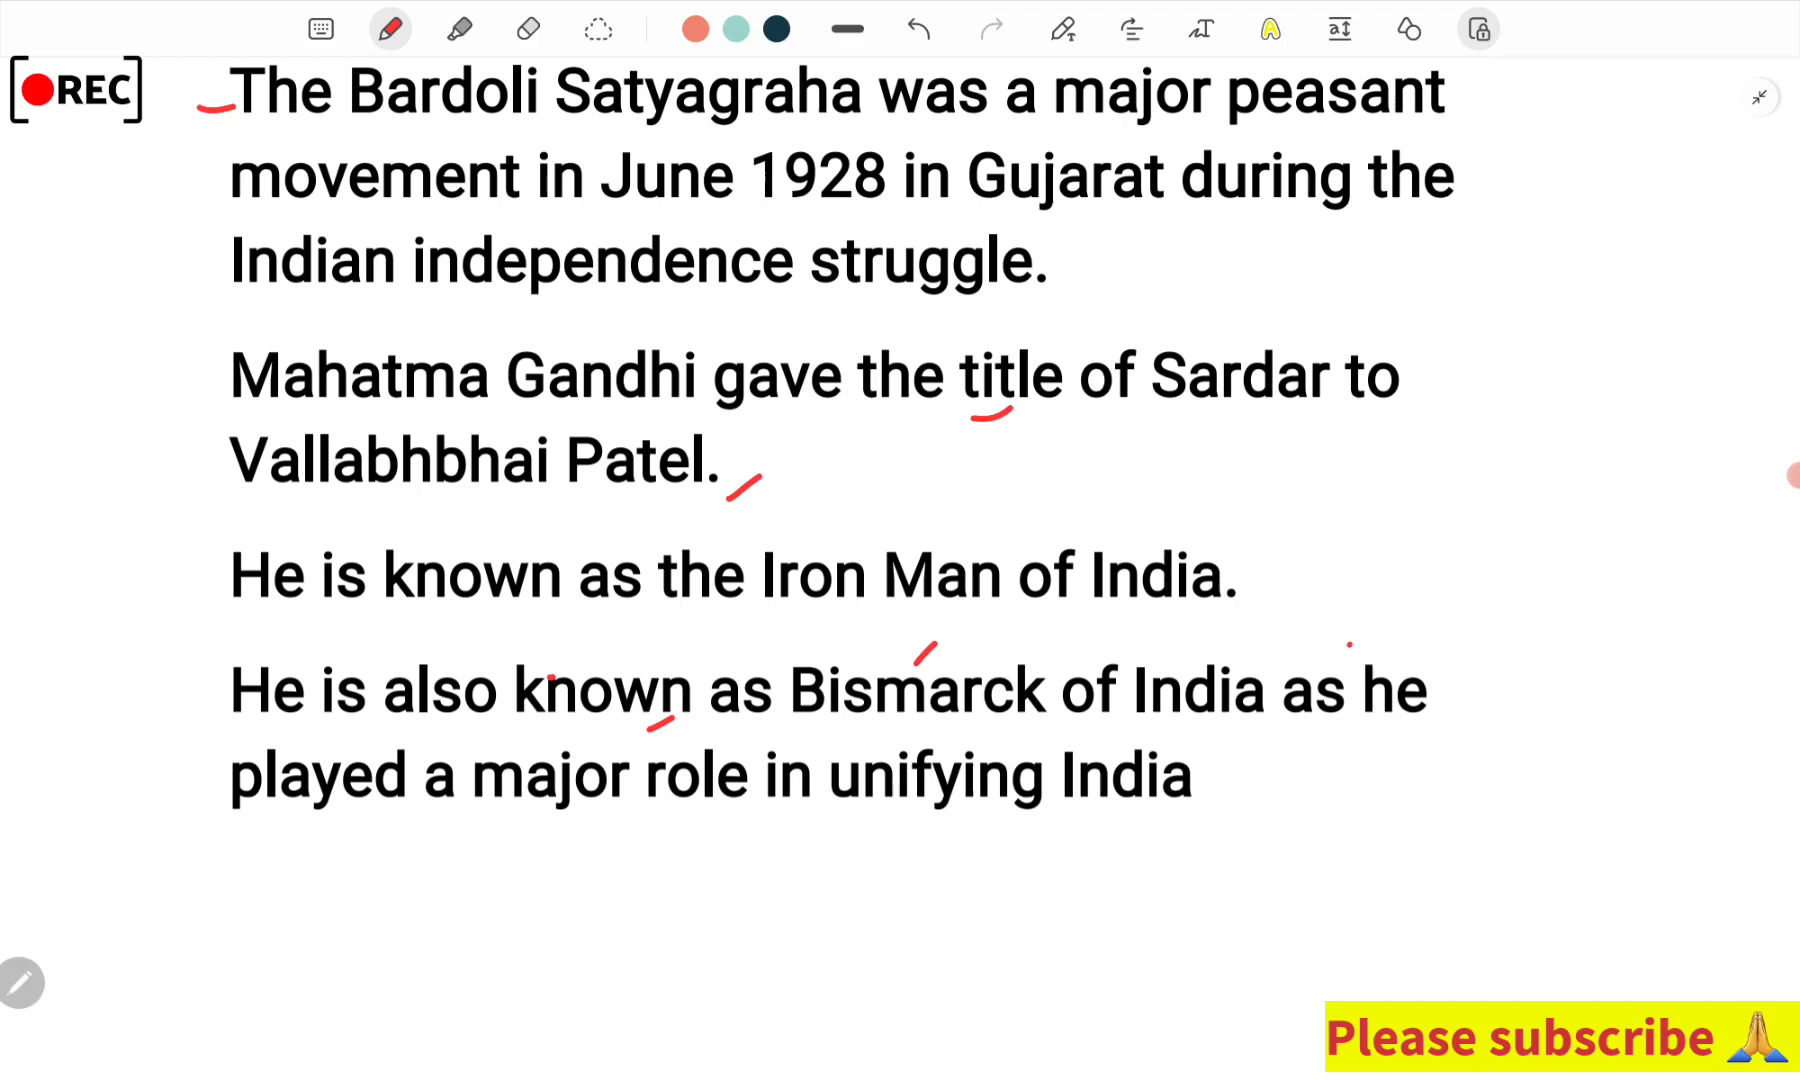 REC
The Bardoli Satyagraha was a major peasant
movement in June 1928 in Gujarat during the
Indian independence struggle.
Mahatma Gandhi gave the title of Sardar to
Vallabhbhai Patel.
He is known as the Iron Man of India.
He is also known as Bismarck of India as he
played a major role in unifying India
Please subscribe 🙏